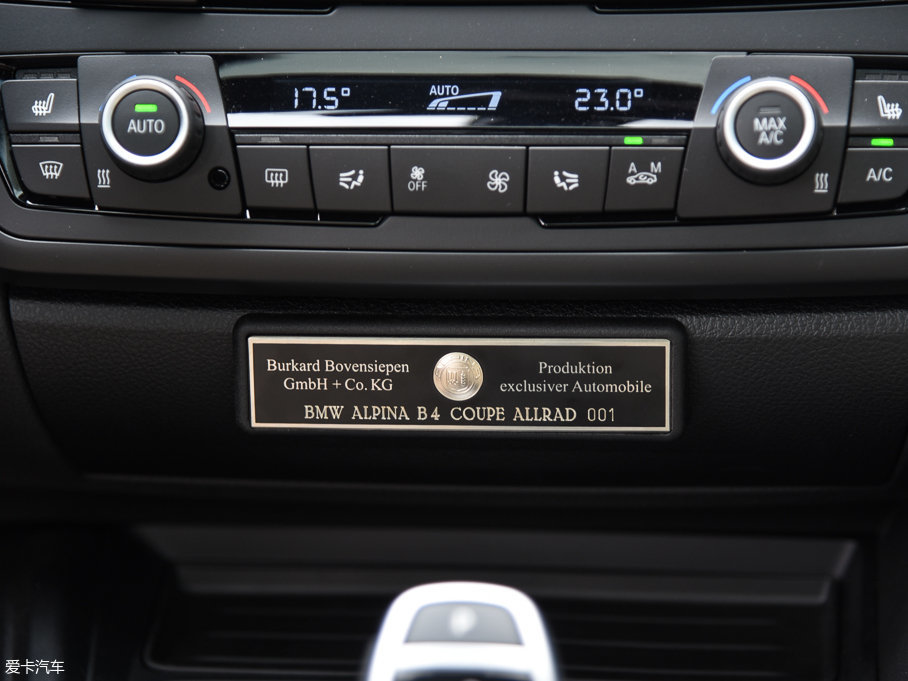 17.5°
AUTO
23.0°
AUTO
MAX
A/C
OFF
A M
A/C
Burkard Bovensiepen
GmbH + Co. KG
Produktion
exclusiver Automobile
BMW ALPINA B4 COUPE ALLRAD 001
爱卡汽车